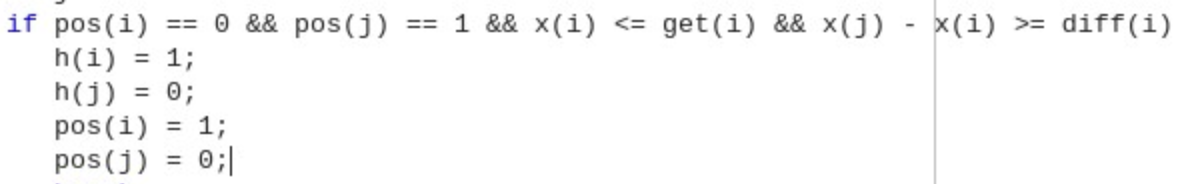 if pos(i) == 0 && pos(j) == 1 && x(i) <= get(i) && x(j) - x(i) >= diff(i)
    h(i) = 1;
    h(j) = 0;
    pos(i) = 1;
    pos(j) = 0;